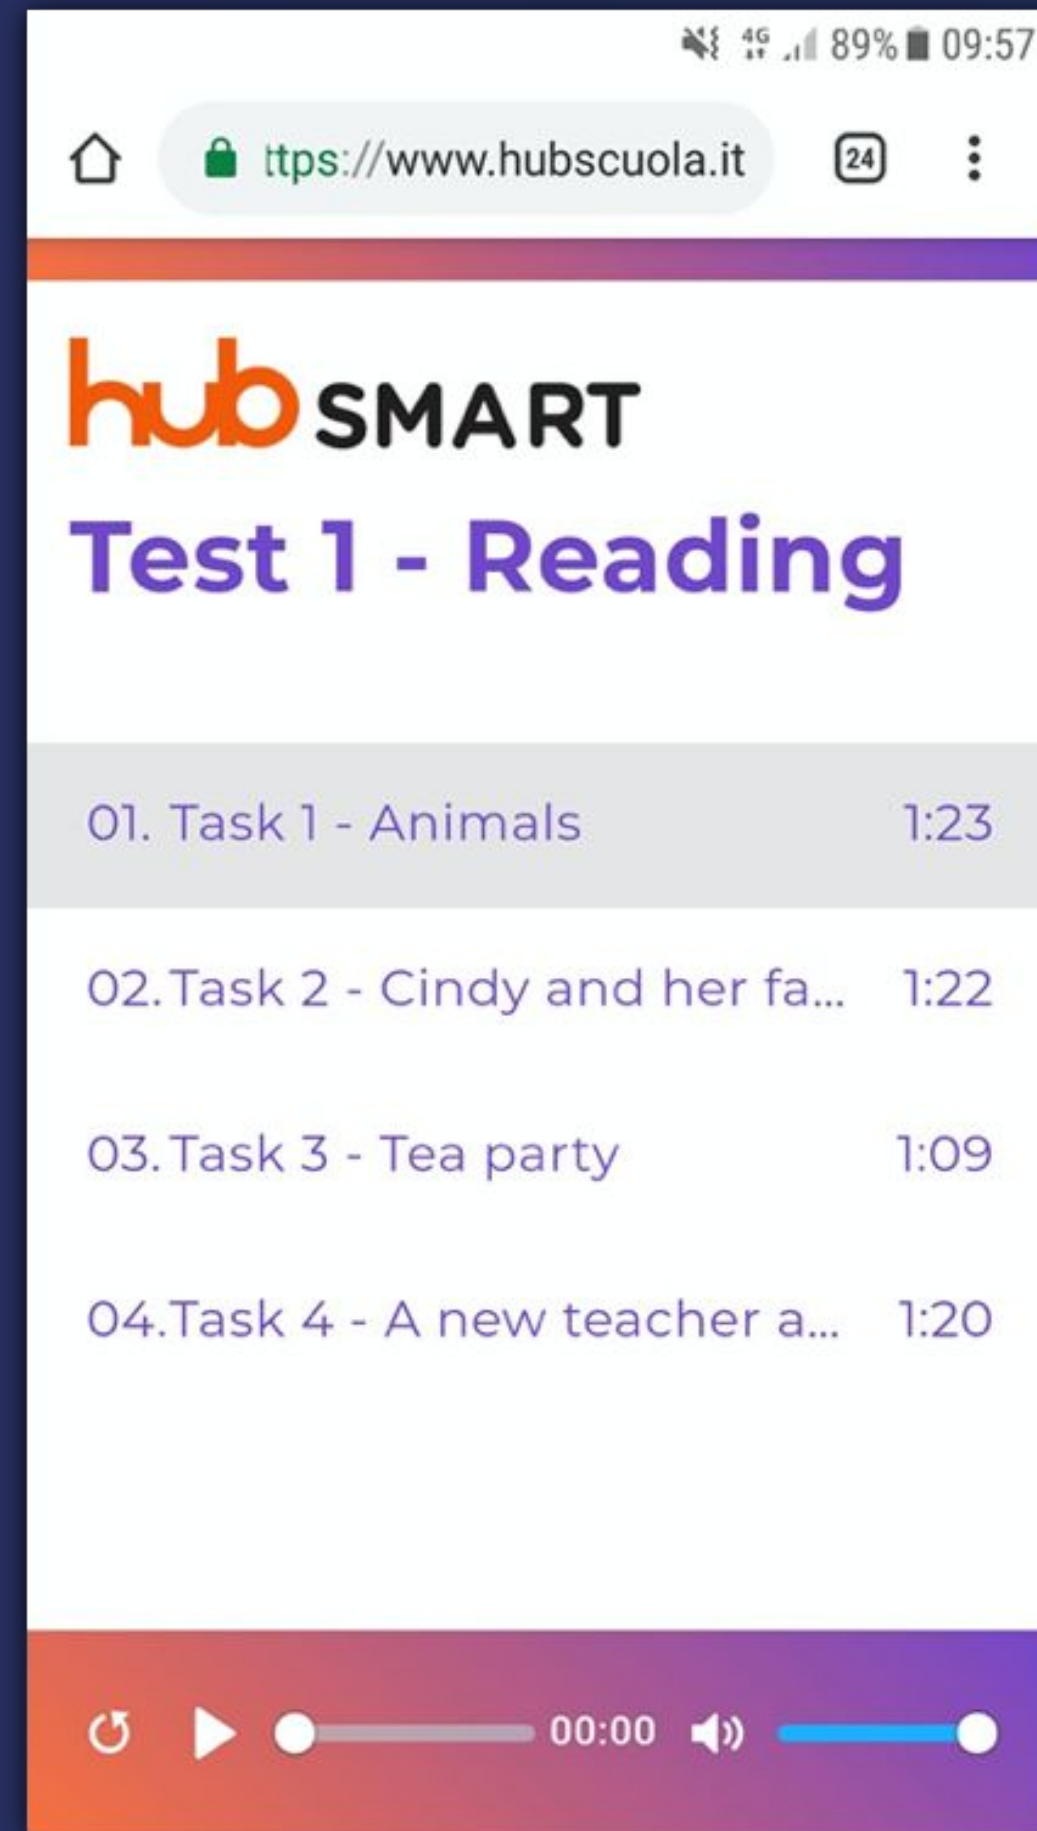 4G 89% 09:57
ttps://www.hubscuola.it 24
hub SMART
Test 1 - Reading
01. Task 1 - Animals 1:23
02. Task 2 - Cindy and her fa... 1:22
03. Task 3 - Tea party 1:09
04. Task 4 - A new teacher a... 1:20
00:00